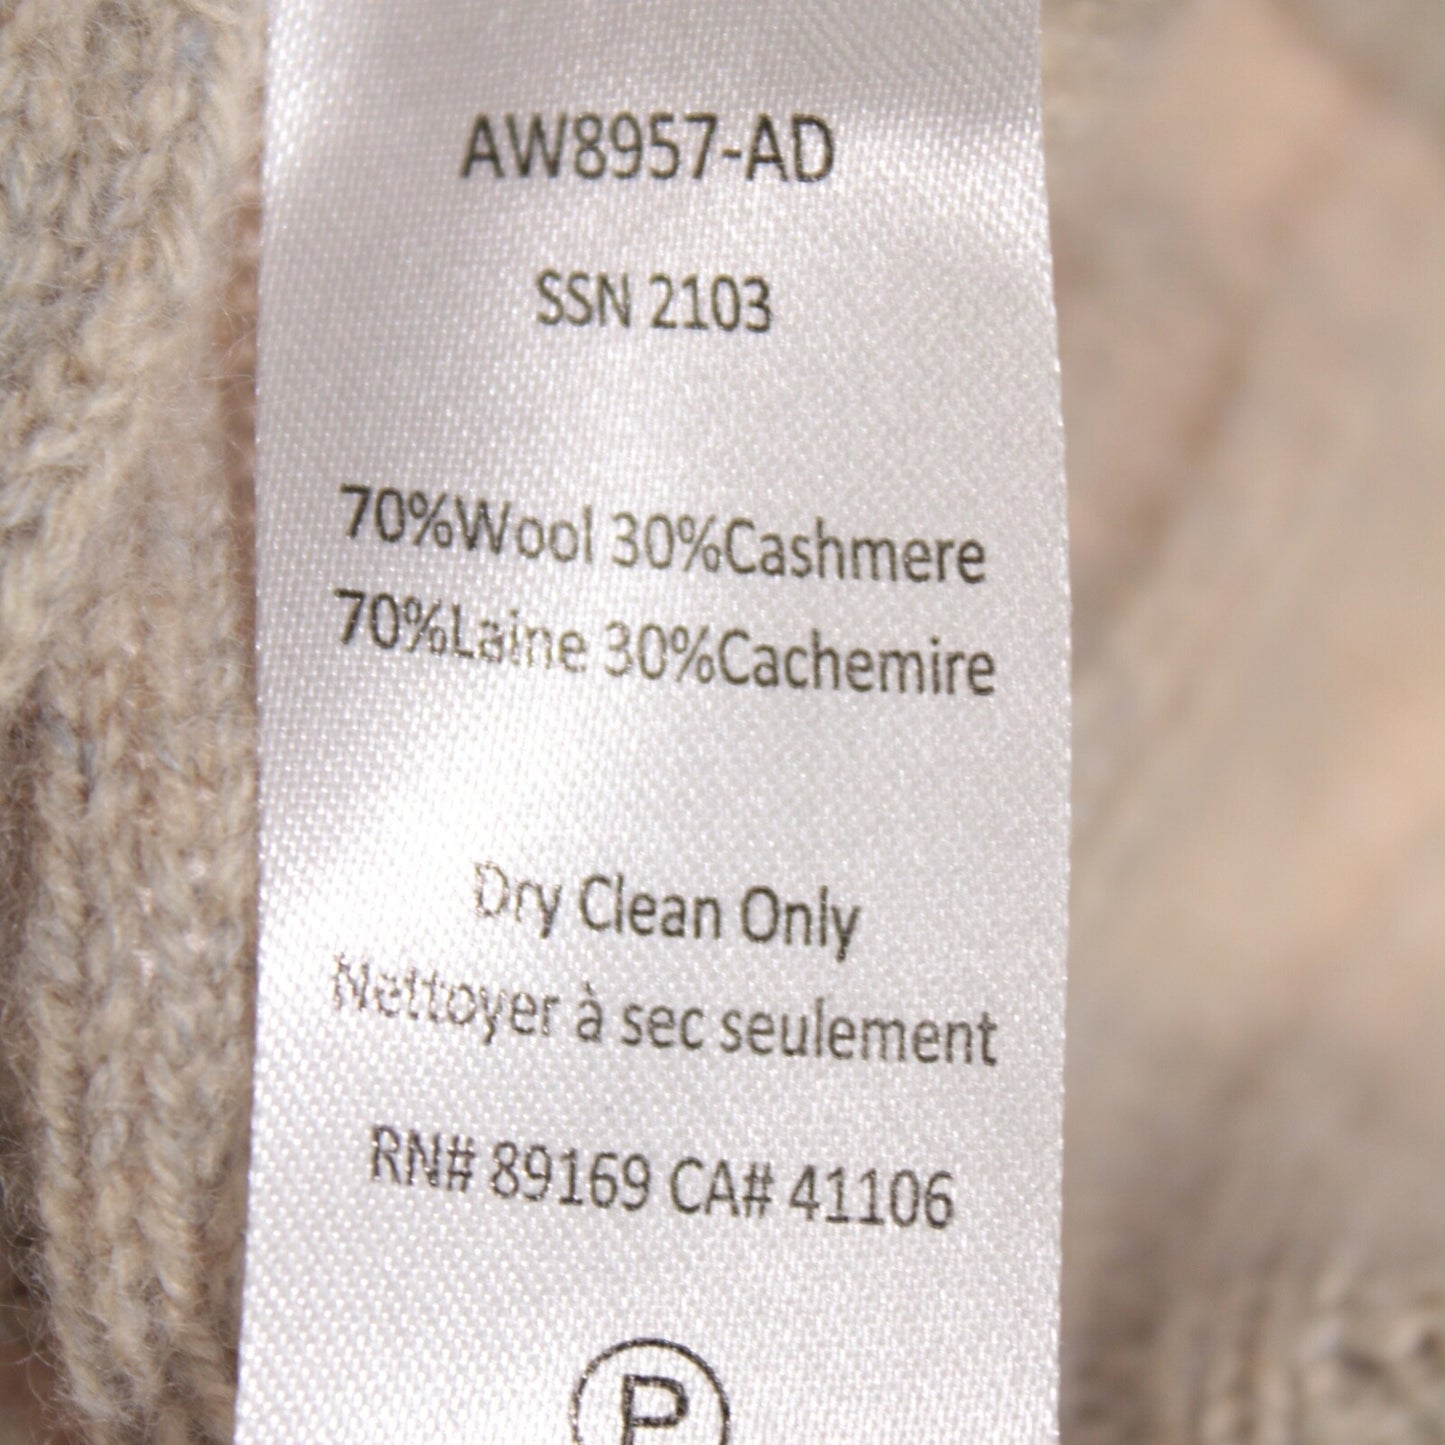 AW8957-AD
SSN 2103
70%Wool 30%Cashmere
70%Laine 30%Cachemire
Dry Clean Only
Nettoyer à sec seulement
RN# 89169 CA# 41106
P